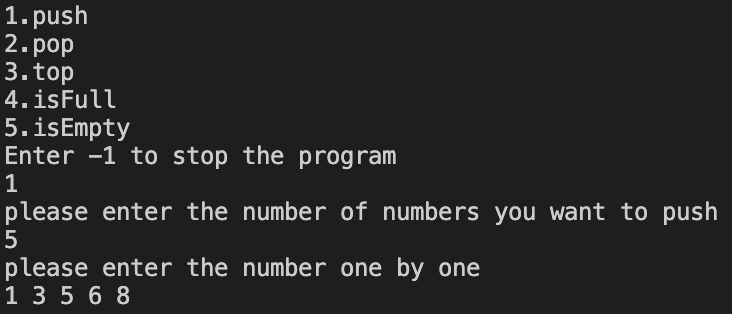 1.push
2.pop
3.top
4.isFull
5.isEmpty
Enter -1 to stop the program
1
please enter the number of numbers you want to push
5
please enter the number one by one
1 3 5 6 8